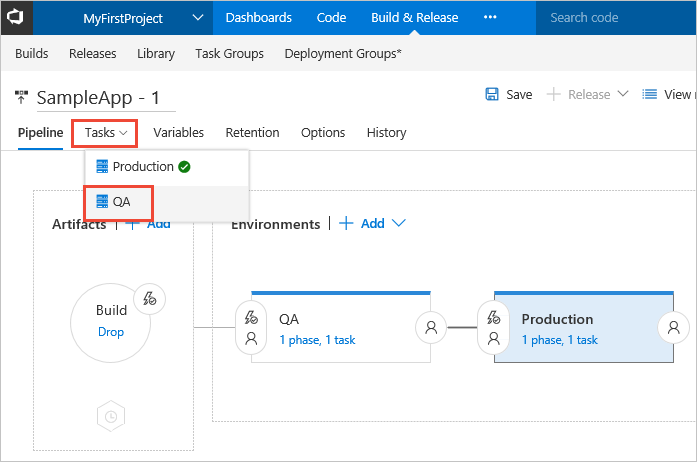 MyFirstProject Dashboards Code Build & Release ••• Search code
Builds Releases Library Task Groups Deployment Groups*
SampleApp - 1 Save + Release View
Pipeline Tasks Variables Retention Options History
Production
QA
Artifacts | + Add Environments | + Add
Build
Drop
QA
1 phase, 1 task
Production
1 phase, 1 task